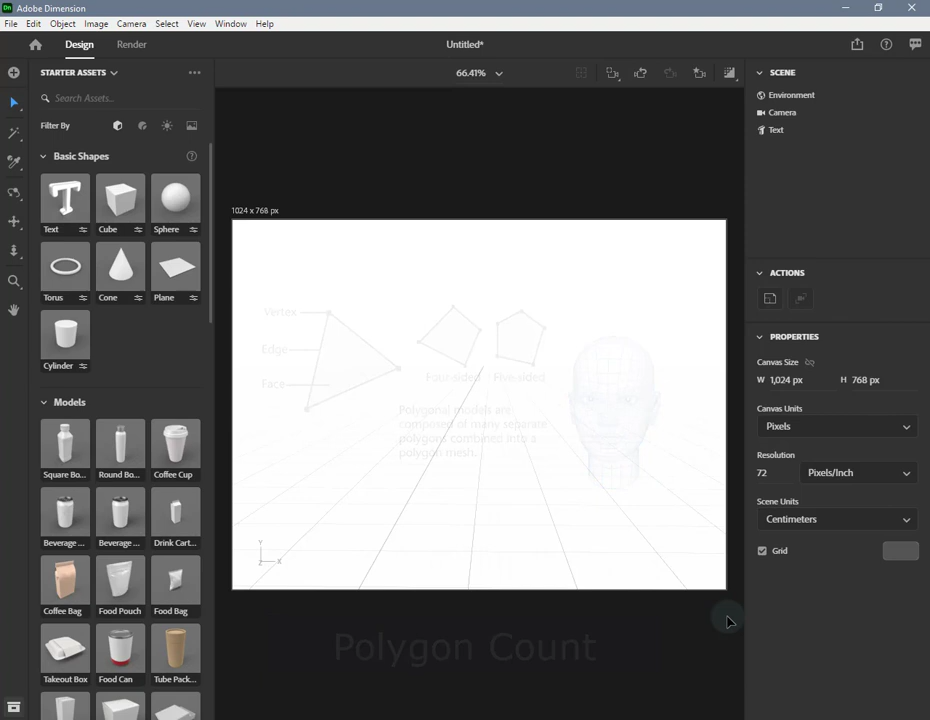 Dn Adobe Dimension
File Edit Object Image Camera Select View Window Help
Design Render Untitled*
STARTER ASSETS
Search Assets...
Filter By
Basic Shapes
Text Cube Sphere
Torus Cone Plane
Cylinder
Models
Square Bo... Round Bo... Coffee Cup
Beverage ... Beverage ... Drink Cart...
Coffee Bag Food Pouch Food Bag
Takeout Box Food Can Tube Pack...
66.41%
1024 x 768 px
Vertex
Edge
Face
Four-sided Five-sided
Polygonal models are
composed of many separate
polygons combined into a
polygon mesh.
Y
Z X
Polygon Count
SCENE
Environment
Camera
Text
ACTIONS
PROPERTIES
Canvas Size
W 1,024 px H 768 px
Canvas Units
Pixels
Resolution
72 Pixels/Inch
Scene Units
Centimeters
Grid